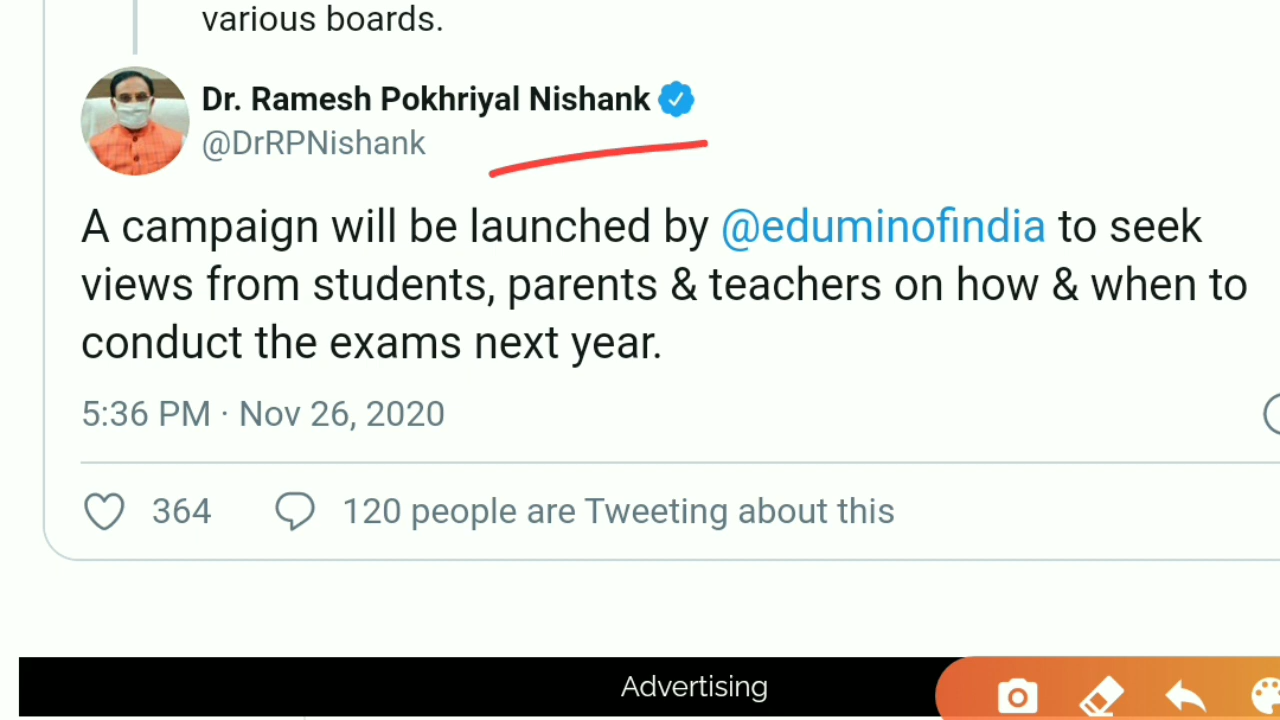 various boards.
Dr. Ramesh Pokhriyal Nishank
@DrRPNishank
A campaign will be launched by @eduminofindia to seek
views from students, parents & teachers on how & when to
conduct the exams next year.
5:36 PM · Nov 26, 2020
364 120 people are Tweeting about this
Advertising